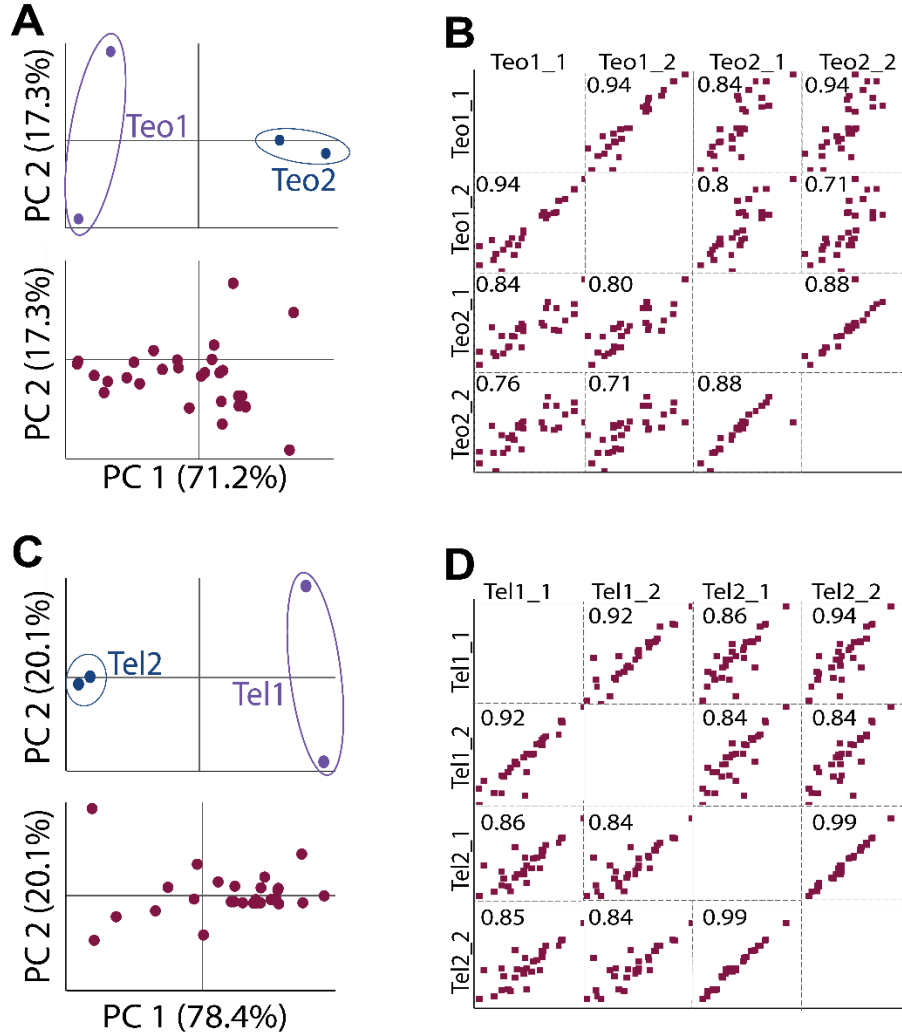 A
PC 2 (17.3%)
Teo1
Teo2
PC 2 (17.3%)
PC 1 (71.2%)
B
Teo1_1 Teo1_2 Teo2_1 Teo2_2
Teo1_1
0.94 0.84 0.94
Teo1_2
0.94 0.8 0.71
Teo2_1
0.84 0.80 0.88
Teo2_2
0.76 0.71 0.88
C
PC 2 (20.1%)
Tel2
Tel1
PC 2 (20.1%)
PC 1 (78.4%)
D
Tel1_1 Tel1_2 Tel2_1 Tel2_2
Tel1_1
0.92 0.86 0.94
Tel1_2
0.92 0.84 0.84
Tel2_1
0.86 0.84 0.99
Tel2_2
0.85 0.84 0.99